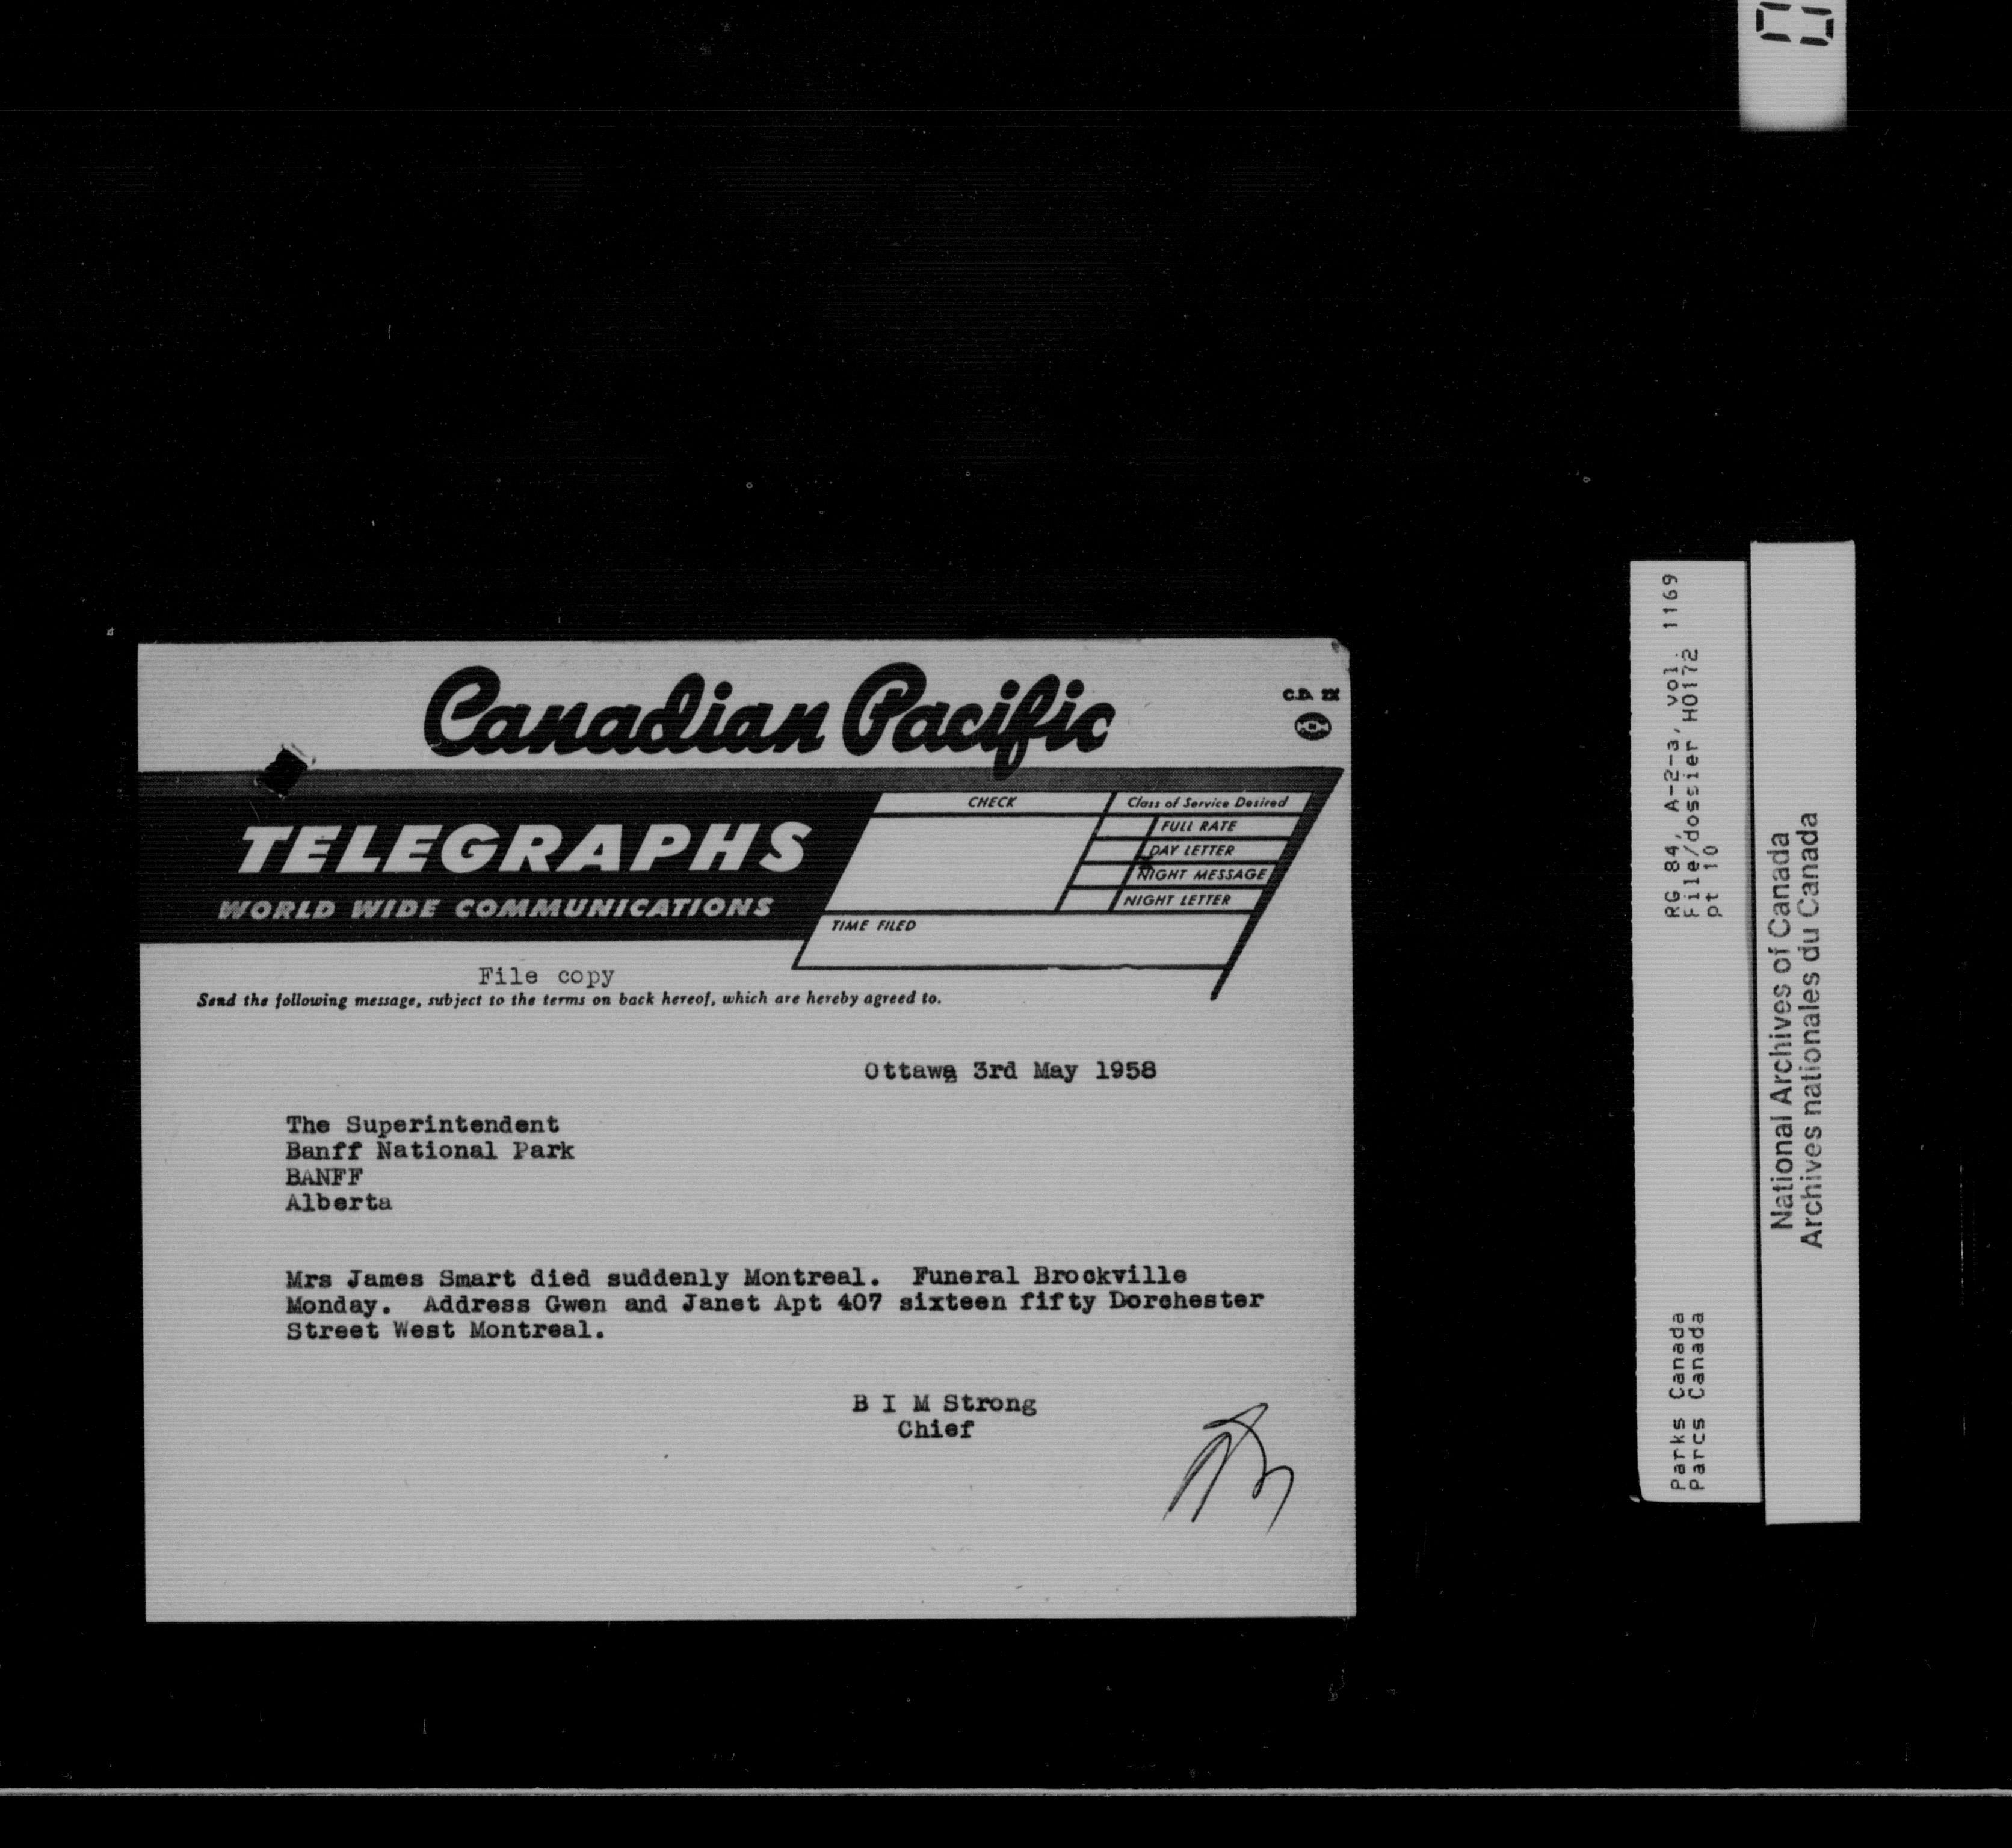 Canadian Pacific
C.D. 2X
TELEGRAPHS
WORLD WIDE COMMUNICATIONS
CHECK
Class of Service Desired
FULL RATE
DAY LETTER
NIGHT MESSAGE
NIGHT LETTER
TIME FILED
File copy
Send the following message, subject to the terms on back hereof, which are hereby agreed to.
Ottawa 3rd May 1958
The Superintendent
Banff National Park
BANFF
Alberta
Mrs James Smart died suddenly Montreal. Funeral Brockville
Monday. Address Gwen and Janet Apt 407 sixteen fifty Dorchester
Street West Montreal.
B I M Strong
Chief
Parks Canada
Parcs Canada
RG 84, A-2-a, vol. 1169
File/dossier H0172
pt 10
National Archives of Canada
Archives nationales du Canada